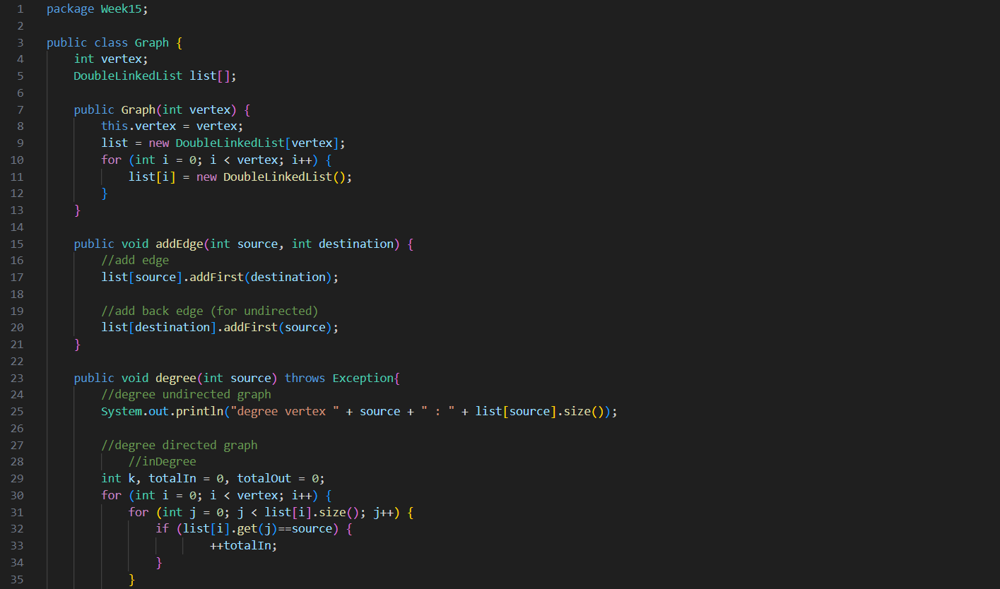 1 package Week15;
2
3 public class Graph {
4     int vertex;
5     DoubleLinkedList list[];
6
7     public Graph(int vertex) {
8         this.vertex = vertex;
9         list = new DoubleLinkedList[vertex];
10         for (int i = 0; i < vertex; i++) {
11             list[i] = new DoubleLinkedList();
12         }
13     }
14
15     public void addEdge(int source, int destination) {
16         //add edge
17         list[source].addFirst(destination);
18
19         //add back edge (for undirected)
20         list[destination].addFirst(source);
21     }
22
23     public void degree(int source) throws Exception{
24         //degree undirected graph
25         System.out.println("degree vertex " + source + " : " + list[source].size());
26
27         //degree directed graph
28             //inDegree
29         int k, totalIn = 0, totalOut = 0;
30         for (int i = 0; i < vertex; i++) {
31             for (int j = 0; j < list[i].size(); j++) {
32                 if (list[i].get(j)==source) {
33                         ++totalIn;
34                 }
35             }